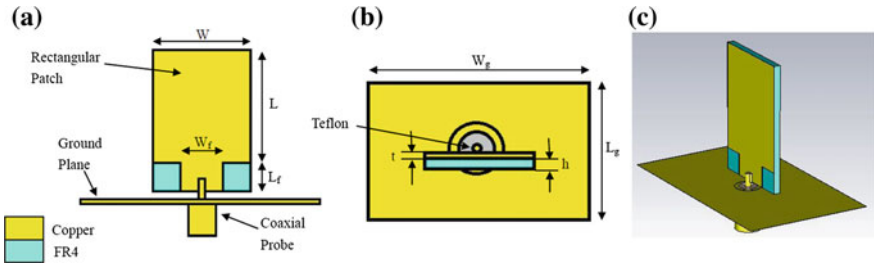 (a)
W
Rectangular
Patch
L
Wf
Ground
Plane
Lf
Coaxial
Probe
Copper
FR4
(b)
Wg
Teflon
t
h
Lg
(c)